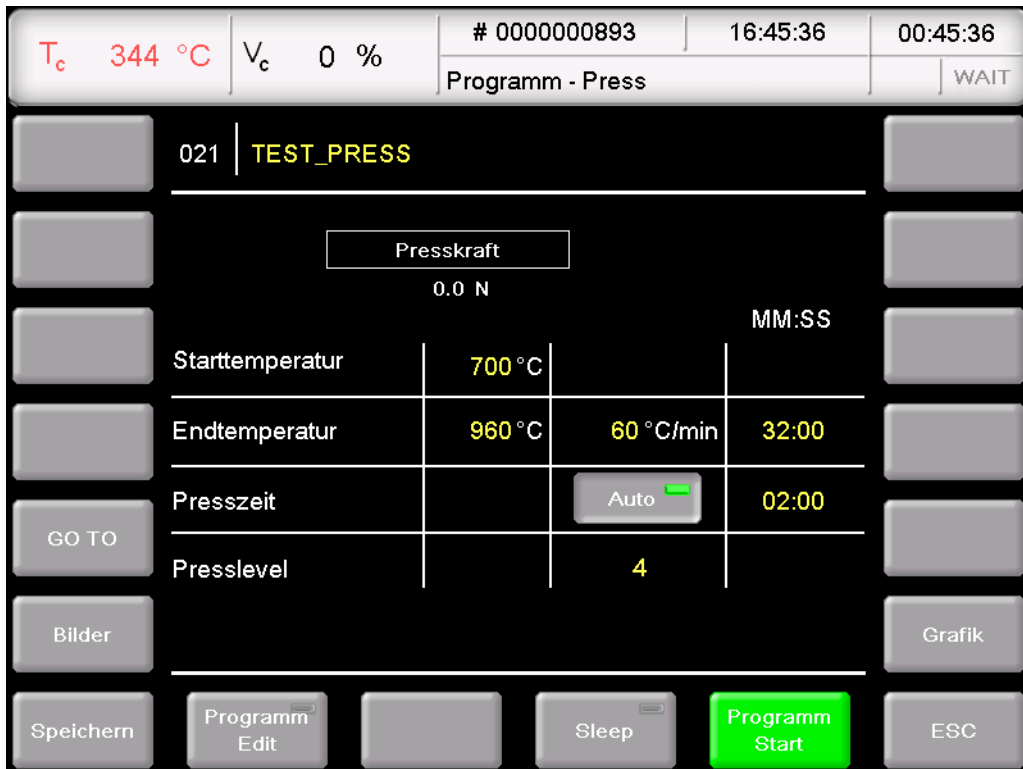 Tc 344 °C Vc 0 % # 0000000893 16:45:36 00:45:36
Programm - Press WAIT
021 TEST_PRESS
Presskraft
0.0 N
MM:SS
Starttemperatur 700 °C
Endtemperatur 960 °C 60 °C/min 32:00
Presszeit Auto 02:00
GO TO
Presslevel 4
Bilder Grafik
Speichern Programm Edit Sleep Programm Start ESC